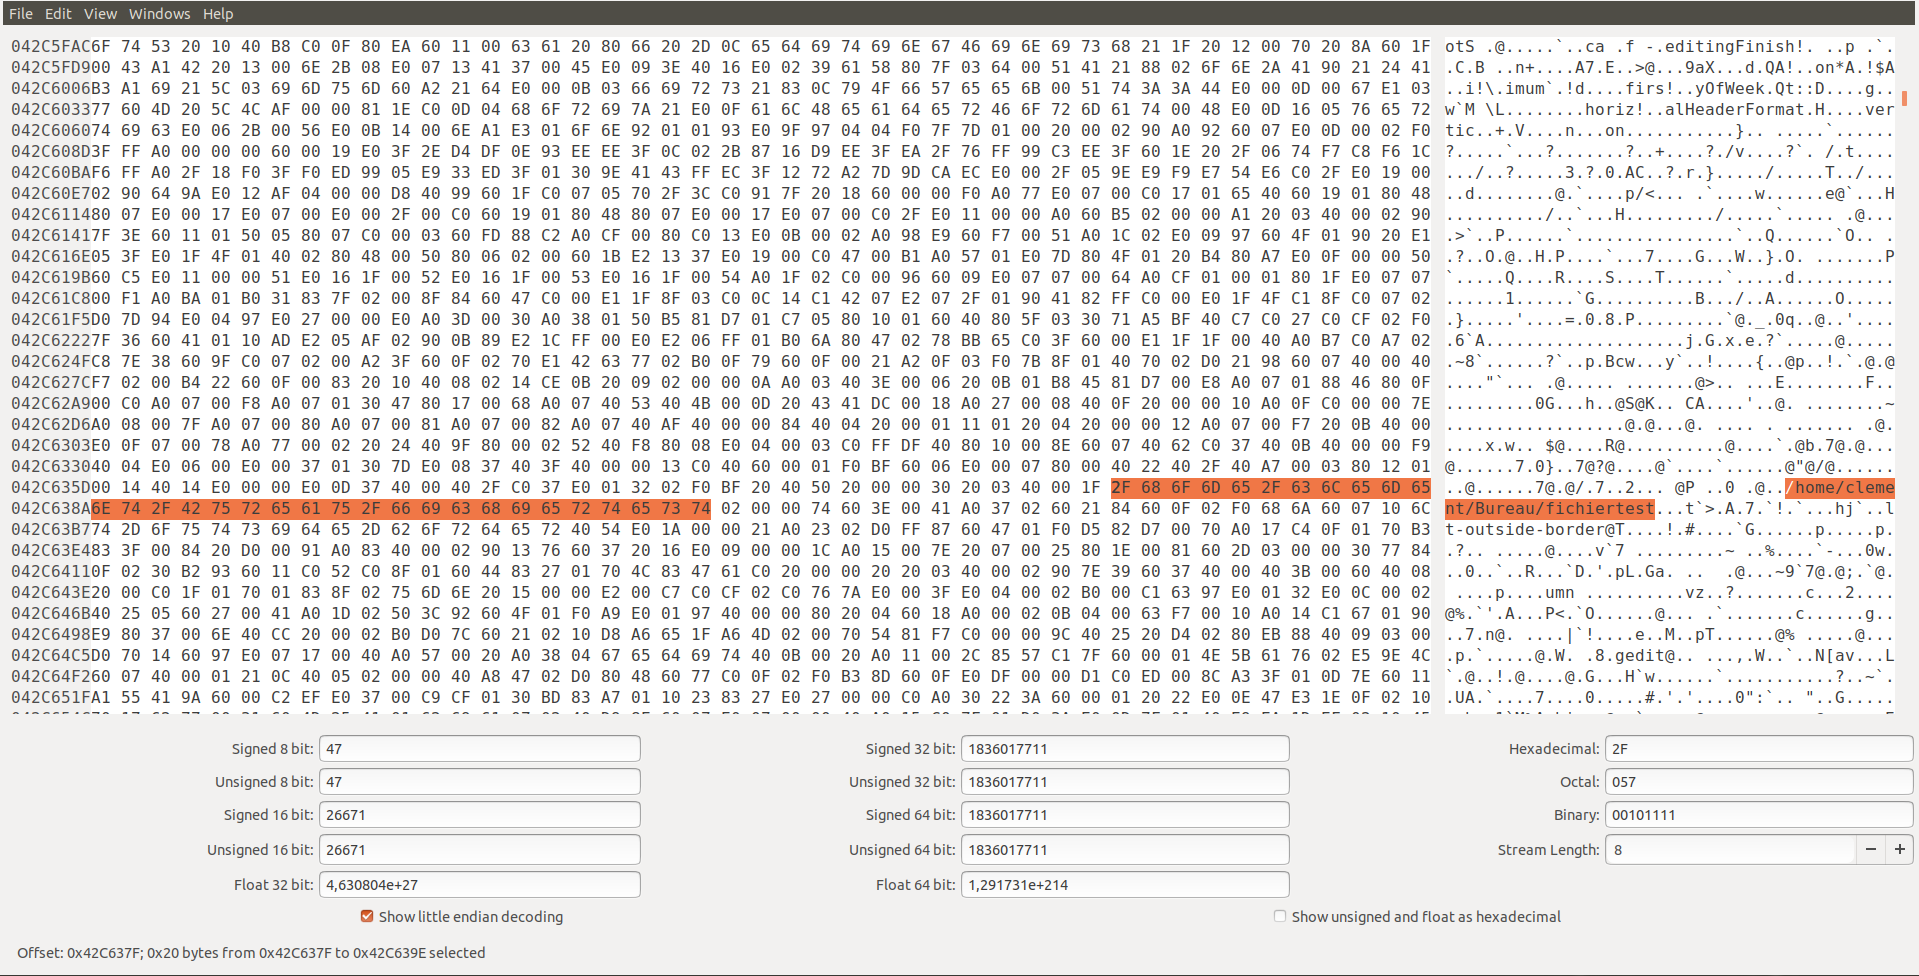 File Edit View Windows Help
042C5FAC6F 74 53 20 10 40 B8 C0 0F 80 EA 60 11 00 63 61 20 80 66 20 2D 0C 65 64 69 74 69 6E 67 46 69 6E 69 73 68 21 1F 20 12 00 70 20 8A 60 1F otS .@.....`..ca .f -.editingFinish!. ..p .`.
042C5FD900 43 A1 42 20 13 00 6E 2B 08 E0 07 13 41 37 00 45 E0 09 3E 40 16 E0 02 39 61 58 80 7F 03 64 00 51 41 21 88 02 6F 6E 2A 41 90 21 24 41 .C.B ..n+....A7.E..>@...9aX...d.QA!..on*A.!$A
042C6006B3 A1 69 21 5C 03 69 6D 75 6D 60 A2 21 64 E0 00 0B 03 66 69 72 73 21 83 0C 79 4F 66 57 65 65 6B 00 51 74 3A 3A 44 E0 00 0D 00 67 E1 03 ..i!\.imum`.!d....firs!..yOfWeek.Qt::D....g..
042C603377 60 4D 20 5C 4C AF 00 00 81 1E C0 0D 04 68 6F 72 69 7A 21 E0 0F 61 6C 48 65 61 64 65 72 46 6F 72 6D 61 74 00 48 E0 0D 16 05 76 65 72 w`M \L........horiz!..alHeaderFormat.H....ver
042C606074 69 63 E0 06 2B 00 56 E0 0B 14 00 6E A1 E3 01 6F 6E 92 01 01 93 E0 9F 97 04 04 F0 7F 7D 01 00 20 00 02 90 A0 92 60 07 E0 0D 00 02 F0 tic..+.V....n...on...........}.. .....`......
042C608D3F FF A0 00 00 00 60 00 19 E0 3F 2E D4 DF 0E 93 EE EE 3F 0C 02 2B 87 16 D9 EE 3F EA 2F 76 FF 99 C3 EE 3F 60 1E 20 2F 06 74 F7 C8 F6 1C ?.....`...?.......?..+....?./v....?`. /.t....
042C60BAF6 FF A0 2F 18 F0 3F F0 ED 99 05 E9 33 ED 3F 01 30 9E 41 43 FF EC 3F 12 72 A2 7D 9D CA EC E0 00 2F 05 9E E9 F9 E7 54 E6 C0 2F E0 19 00 .../..?.....3.?.0.AC..?.r.}...../.....T../...
042C60E702 90 64 9A E0 12 AF 04 00 00 D8 40 99 60 1F C0 07 05 70 2F 3C C0 91 7F 20 18 60 00 00 F0 A0 77 E0 07 00 C0 17 01 65 40 60 19 01 80 48 ..d........@.`....p/<... .`....w......e@`...H
042C611480 07 E0 00 17 E0 07 00 E0 00 2F 00 C0 60 19 01 80 48 80 07 E0 00 17 E0 07 00 C0 2F E0 11 00 00 A0 60 B5 02 00 00 A1 20 03 40 00 02 90 ........../..`...H........./.....`..... .@...
042C61417F 3E 60 11 01 50 05 80 07 C0 00 03 60 FD 88 C2 A0 CF 00 80 C0 13 E0 0B 00 02 A0 98 E9 60 F7 00 51 A0 1C 02 E0 09 97 60 4F 01 90 20 E1 .>`..P......`................`..Q......`O.. .
042C616E05 3F E0 1F 4F 01 40 02 80 48 00 50 80 06 02 00 60 1B E2 13 37 E0 19 00 C0 47 00 B1 A0 57 01 E0 7D 80 4F 01 20 B4 80 A7 E0 0F 00 00 50 .?..O.@..H.P....`...7....G...W..}.O. .......P
042C619B60 C5 E0 11 00 00 51 E0 16 1F 00 52 E0 16 1F 00 53 E0 16 1F 00 54 A0 1F 02 C0 00 96 60 09 E0 07 07 00 64 A0 CF 01 00 01 80 1F E0 07 07 `.....Q....R....S....T......`.....d..........
042C61C800 F1 A0 BA 01 B0 31 83 7F 02 00 8F 84 60 47 C0 00 E1 1F 8F 03 C0 0C 14 C1 42 07 E2 07 2F 01 90 41 82 FF C0 00 E0 1F 4F C1 8F C0 07 02 ......1......`G..........B.../..A......O.....
042C61F5D0 7D 94 E0 04 97 E0 27 00 00 E0 A0 3D 00 30 A0 38 01 50 B5 81 D7 01 C7 05 80 10 01 60 40 80 5F 03 30 71 A5 BF 40 C7 C0 27 C0 CF 02 F0 .}.....'....=.0.8.P.........`@._.0q..@..'....
042C62227F 36 60 41 01 10 AD E2 05 AF 02 90 0B 89 E2 1C FF 00 E0 E2 06 FF 01 B0 6A 80 47 02 78 BB 65 C0 3F 60 00 E1 1F 1F 00 40 A0 B7 C0 A7 02 .6`A....................j.G.x.e.?`.....@.....
042C624FC8 7E 38 60 9F C0 07 02 00 A2 3F 60 0F 02 70 E1 42 63 77 02 B0 0F 79 60 0F 00 21 A2 0F 03 F0 7B 8F 01 40 70 02 D0 21 98 60 07 40 00 40 .~8`......?`..p.Bcw...y`..!....{..@p..!.`.@.@
042C627CF7 02 00 B4 22 60 0F 00 83 20 10 40 08 02 14 CE 0B 20 09 02 00 00 0A A0 03 40 3E 00 06 20 0B 01 B8 45 81 D7 00 E8 A0 07 01 88 46 80 0F ...."`... .@..... .......@>.. ...E........F..
042C62A900 C0 A0 07 00 F8 A0 07 01 30 47 80 17 00 68 A0 07 40 53 40 4B 00 0D 20 43 41 DC 00 18 A0 27 00 08 40 0F 20 00 00 10 A0 0F C0 00 00 7E .........0G...h..@S@K.. CA....'..@. ........~
042C62D6A0 08 00 7F A0 07 00 80 A0 07 00 81 A0 07 00 82 A0 07 40 AF 40 00 00 84 40 04 20 00 01 11 01 20 04 20 00 00 12 A0 07 00 F7 20 0B 40 00 ..................@.@...@. .... . ....... .@.
042C6303E0 0F 07 00 78 A0 77 00 02 20 24 40 9F 80 00 02 52 40 F8 80 08 E0 04 00 03 C0 FF DF 40 80 10 00 8E 60 07 40 62 C0 37 40 0B 40 00 00 F9 ....x.w.. $@....R@.........@....`.@b.7@.@...
042C633040 04 E0 06 00 E0 00 37 01 30 7D E0 08 37 40 3F 40 00 00 13 C0 40 60 00 01 F0 BF 60 06 E0 00 07 80 00 40 22 40 2F 40 A7 00 03 80 12 01 @......7.0}..7@?@....@`....`......@"@/@......
042C635D00 14 40 14 E0 00 00 E0 0D 37 40 00 40 2F C0 37 E0 01 32 02 F0 BF 20 40 50 20 00 00 30 20 03 40 00 1F 2F 68 6F 6D 65 2F 63 6C 65 6D 65 ..@......7@.@/.7..2... @P ..0 .@../home/cleme
042C638A6E 74 2F 42 75 72 65 61 75 2F 66 69 63 68 69 65 72 74 65 73 74 02 00 00 74 60 3E 00 41 A0 37 02 60 21 84 60 0F 02 F0 68 6A 60 07 10 6C nt/Bureau/fichiertest...t`>.A.7.`!.`...hj`..l
042C63B774 2D 6F 75 74 73 69 64 65 2D 62 6F 72 64 65 72 40 54 E0 1A 00 00 21 A0 23 02 D0 FF 87 60 47 01 F0 D5 82 D7 00 70 A0 17 C4 0F 01 70 B3 t-outside-border@T....!.#....`G......p.....p.
042C63E483 3F 00 84 20 D0 00 91 A0 83 40 00 02 90 13 76 60 37 20 16 E0 09 00 00 1C A0 15 00 7E 20 07 00 25 80 1E 00 81 60 2D 03 00 00 30 77 84 .?.. .....@....v`7 .........~ ..%....`-...0w.
042C64110F 02 30 B2 93 60 11 C0 52 C0 8F 01 60 44 83 27 01 70 4C 83 47 61 C0 20 00 00 20 20 03 40 00 02 90 7E 39 60 37 40 00 40 3B 00 60 40 08 ..0..`..R...`D.'.pL.Ga. ..  .@...~9`7@.@;.`@.
042C643E20 00 C0 1F 01 70 01 83 8F 02 75 6D 6E 20 15 00 00 E2 00 C7 C0 CF 02 C0 76 7A E0 00 3F E0 04 00 02 B0 00 C1 63 97 E0 01 32 E0 0C 00 02 ....p....umn ..........vz..?......c...2....
042C646B40 25 05 60 27 00 41 A0 1D 02 50 3C 92 60 4F 01 F0 A9 E0 01 97 40 00 00 80 20 04 60 18 A0 00 02 0B 04 00 63 F7 00 10 A0 14 C1 67 01 90 @%.`'.A...P<.`O......@... .`.......c......g..
042C6498E9 80 37 00 6E 40 CC 20 00 02 B0 D0 7C 60 21 02 10 D8 A6 65 1F A6 4D 02 00 70 54 81 F7 C0 00 00 9C 40 25 20 D4 02 80 EB 88 40 09 03 00 ..7.n@. ....|`!....e..M..pT......@% .....@...
042C64C5D0 70 14 60 97 E0 07 17 00 40 A0 57 00 20 A0 38 04 67 65 64 69 74 40 0B 00 20 A0 11 00 2C 85 57 C1 7F 60 00 01 4E 5B 61 76 02 E5 9E 4C .p.`.....@.W. .8.gedit@.. ...,.W..`..N[av...L
042C64F260 07 40 00 01 21 0C 40 05 02 00 00 40 A8 47 02 D0 80 48 60 77 C0 0F 02 F0 B3 8D 60 0F E0 DF 00 00 D1 C0 ED 00 8C A3 3F 01 0D 7E 60 11 `.@..!.@....@.G...H`w......`...........?..~`.
042C651FA1 55 41 9A 60 00 C2 EF E0 37 00 C9 CF 01 30 BD 83 A7 01 10 23 83 27 E0 27 00 00 C0 A0 30 22 3A 60 00 01 20 22 E0 0E 47 E3 1E 0F 02 10 .UA.`....7....0.....#.'.'....0":`.. "..G.....
Signed 8 bit: 47
Signed 32 bit: 1836017711
Hexadecimal: 2F
Unsigned 8 bit: 47
Unsigned 32 bit: 1836017711
Octal: 057
Signed 16 bit: 26671
Signed 64 bit: 1836017711
Binary: 00101111
Unsigned 16 bit: 26671
Unsigned 64 bit: 1836017711
Stream Length: 8 − +
Float 32 bit: 4,630804e+27
Float 64 bit: 1,291731e+214
Show little endian decoding
Show unsigned and float as hexadecimal
Offset: 0x42C637F; 0x20 bytes from 0x42C637F to 0x42C639E selected